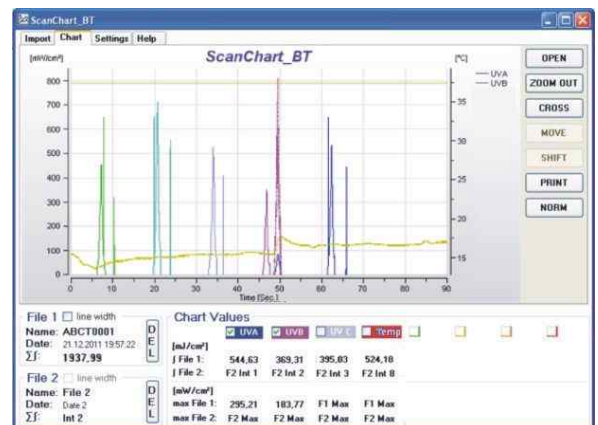 ScanChart_BT
Import Chart Settings Help
[mW/cm²] ScanChart_BT [°C]
UVA
UVB
800
700
600
500
400
300
200
100
0
35
30
25
20
15
0 10 20 30 40 50 60 70 80 90
Time [Sec.]
OPEN
ZOOM OUT
CROSS
MOVE
SHIFT
PRINT
NORM
File 1 line width
Name: ABCT0001
Date: 21.12.2011 19:57:22
Σ∫: 1937,99
DEL
File 2 line width
Name: File 2
Date: Date 2
Σ∫: Int 2
DEL
Chart Values
UVA UVB UV C Temp
[mJ/cm²]
∫ File 1: 544,63 369,31 395,03 524,18
∫ File 2: F2 Int 1 F2 Int 2 F2 Int 3 F2 Int 8
[mW/cm²]
max File 1: 295,21 183,77 F1 Max F1 Max
max File 2: F2 Max F2 Max F2 Max F2 Max